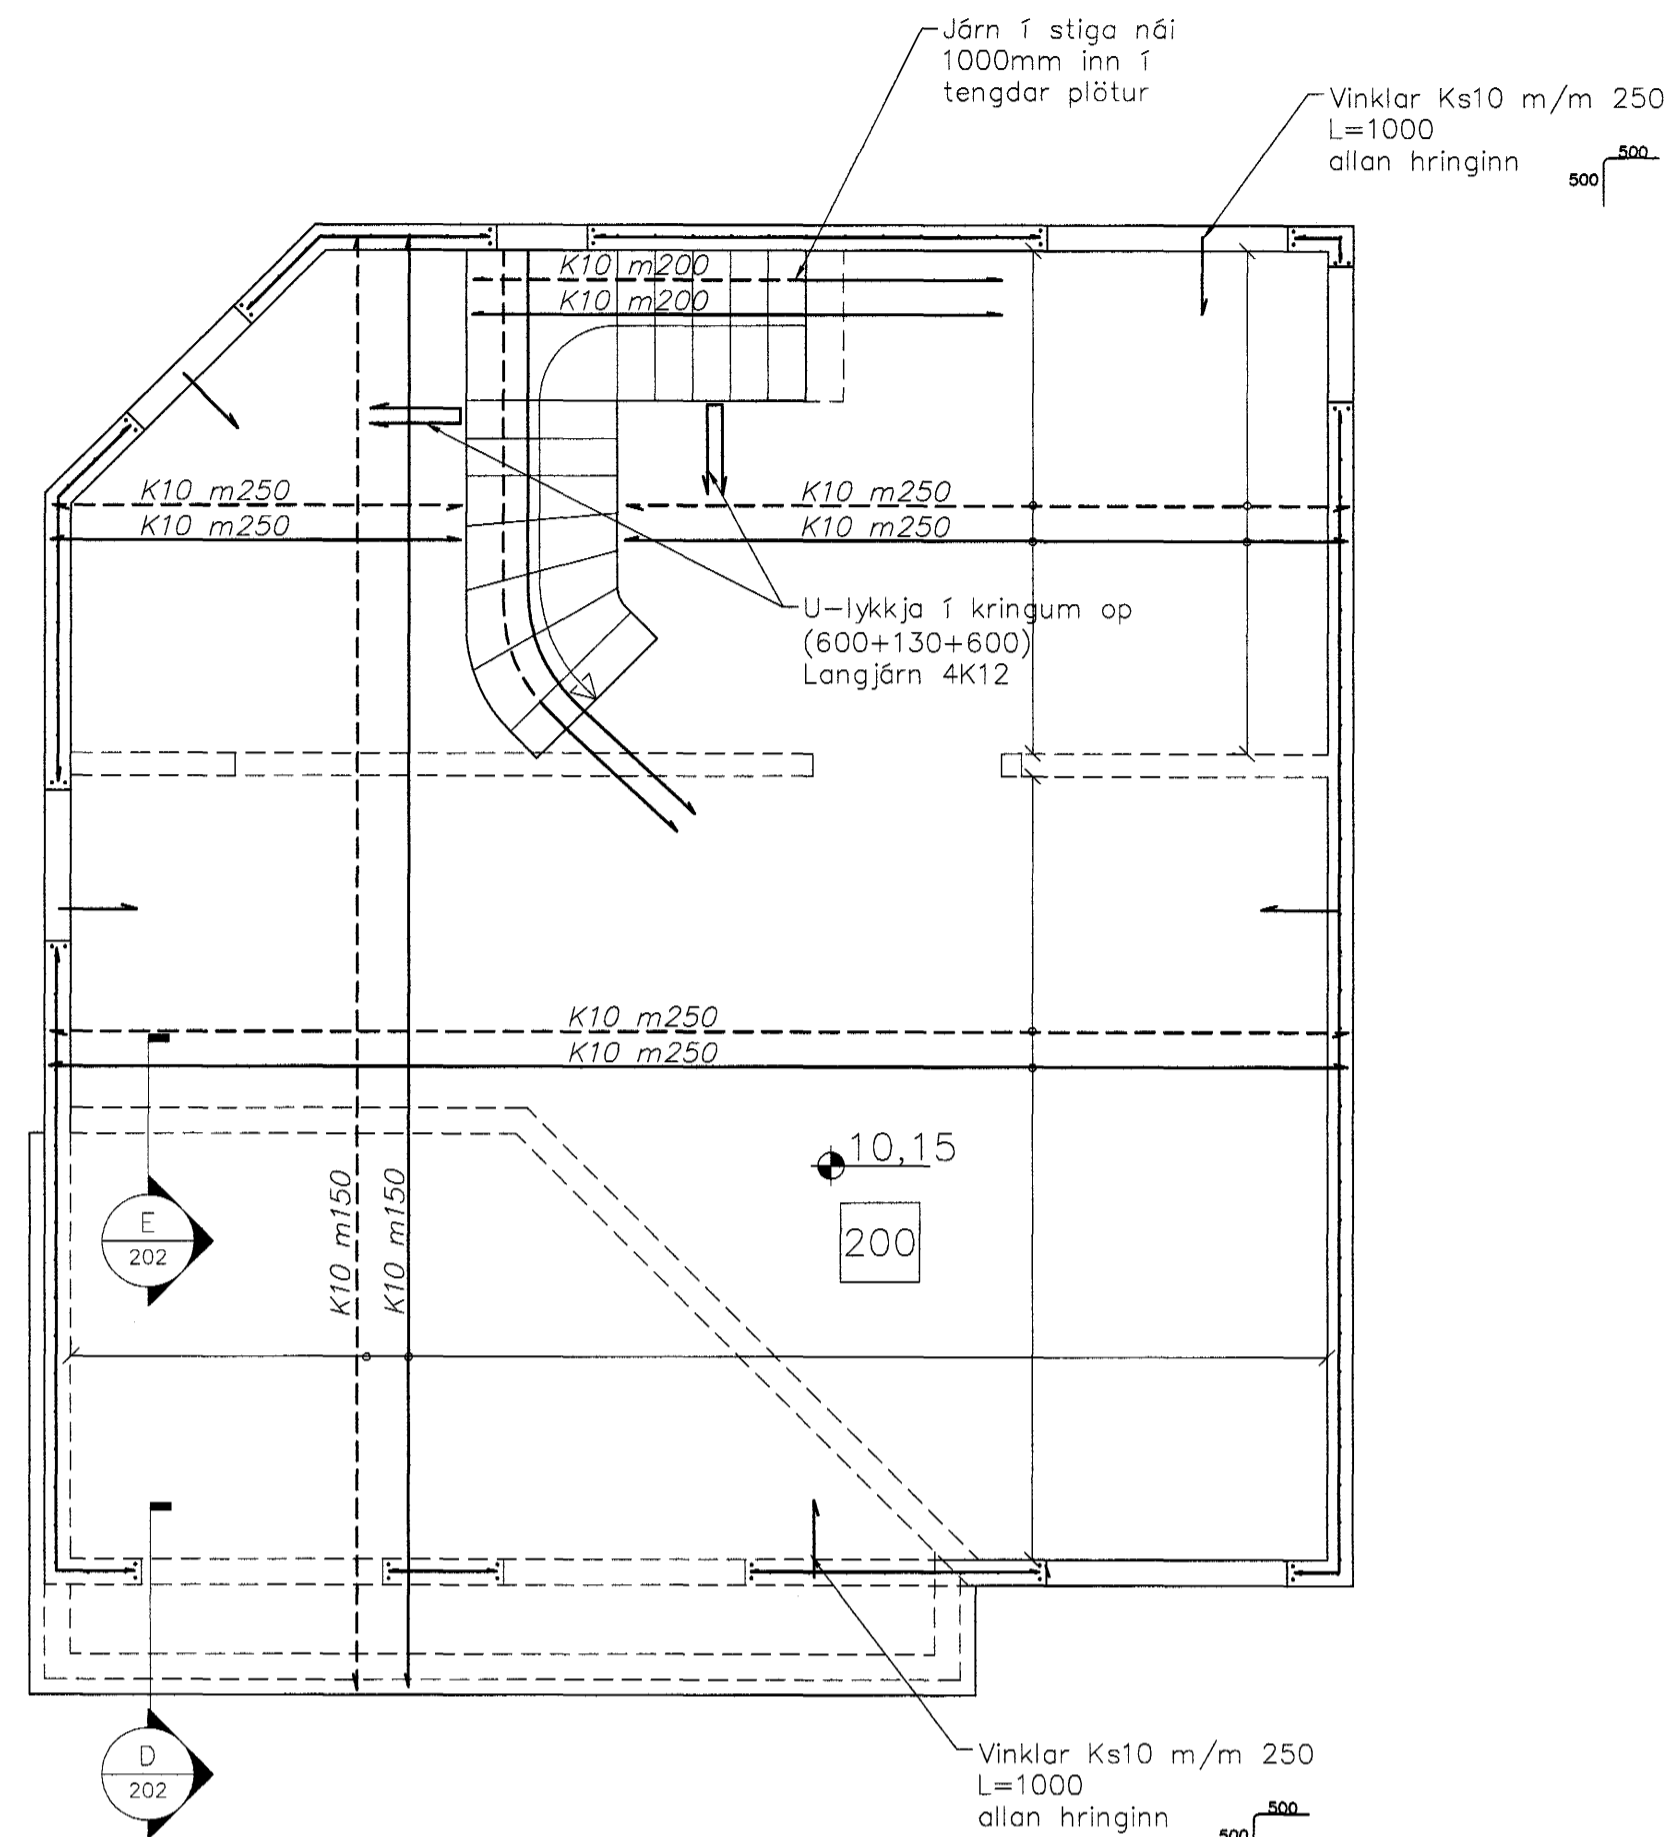 Járn í stiga nái
1000mm inn í
tengdar plötur
Vinklar Ks10 m/m 250
L=1000
allan hringinn
500
500
K10 m200
K10 m200
K10 m250
K10 m250
K10 m250
K10 m250
U-lykkja í kringum op
(600+130+600)
Langjárn 4K12
K10 m250
K10 m250
10,15
200
K10 m150
K10 m150
E
202
D
202
Vinklar Ks10 m/m 250
L=1000
allan hringinn
500
500